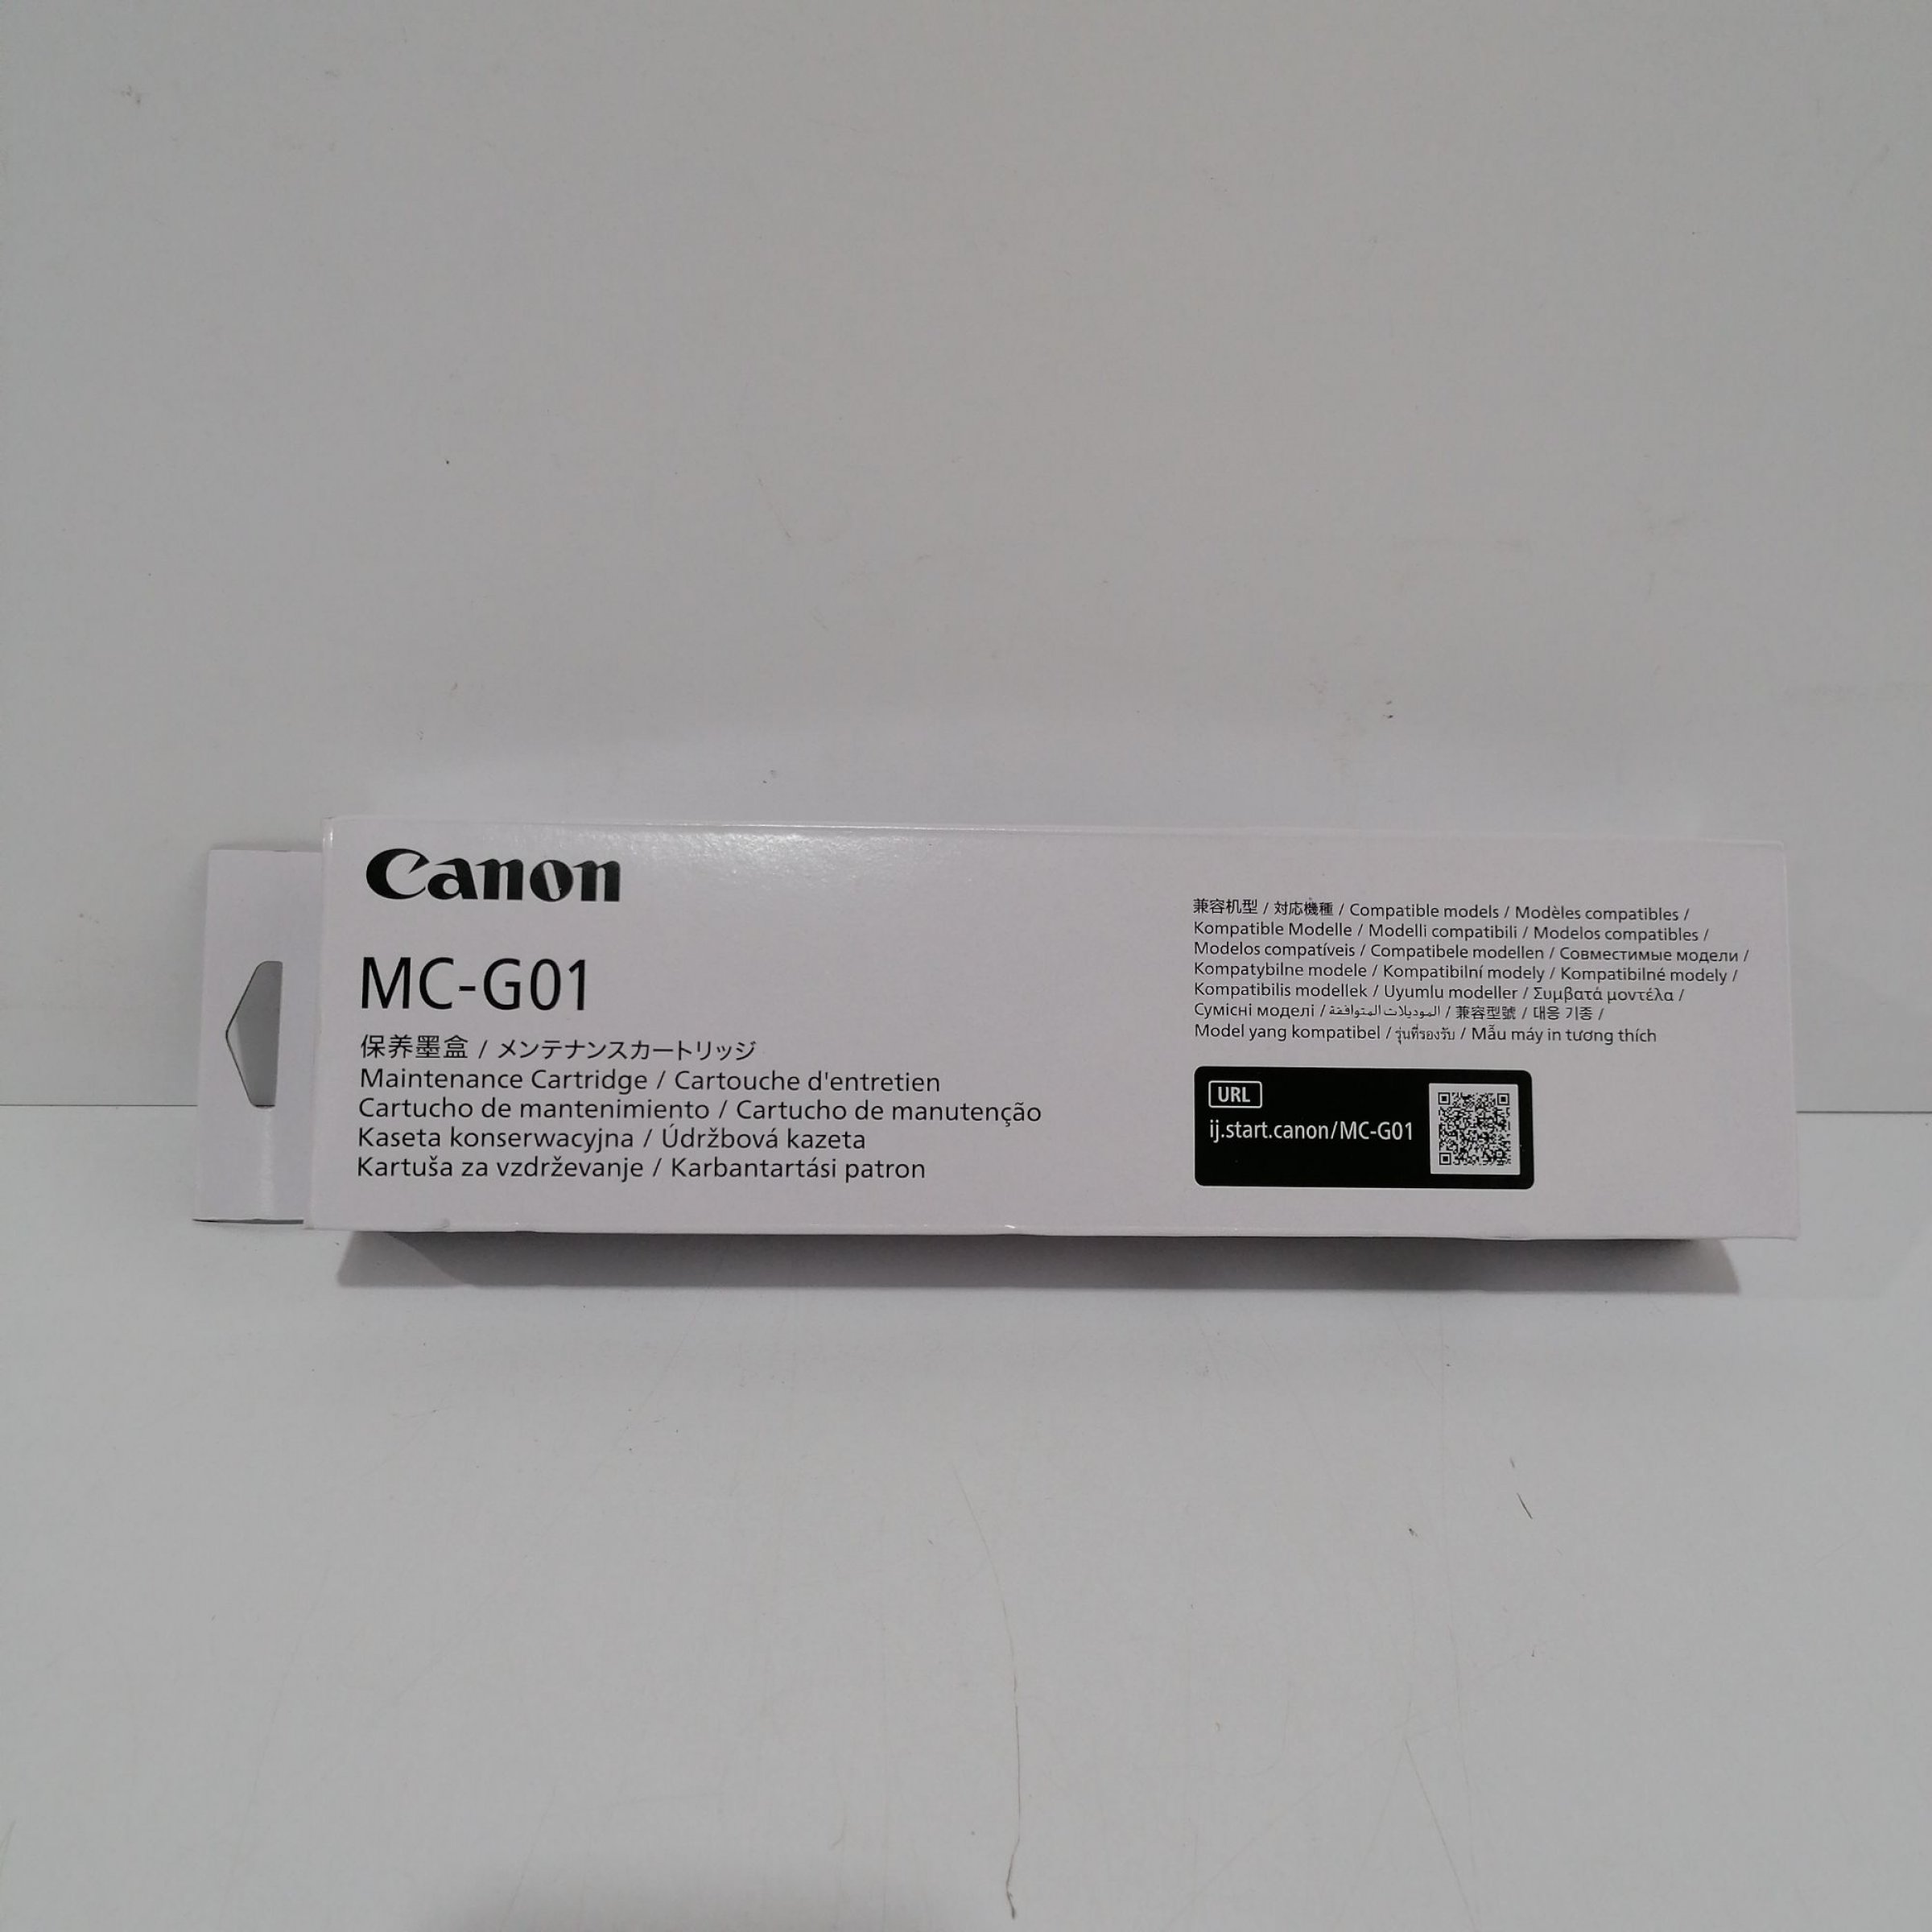 Canon
MC-G01
保养墨盒 / メンテナンスカートリッジ
Maintenance Cartridge / Cartouche d'entretien
Cartucho de mantenimiento / Cartucho de manutenção
Kaseta konserwacyjna / Údržbová kazeta
Kartuša za vzdrževanje / Karbantartási patron
兼容机型 / 対応機種 / Compatible models / Modèles compatibles /
Kompatible Modelle / Modelli compatibili / Modelos compatibles /
Modelos compatíveis / Compatibele modellen / Совместимые модели /
Kompatybilne modele / Kompatibilní modely / Kompatibilné modely /
Kompatibilis modellek / Uyumlu modeller / Συμβατά μοντέλα /
Сумісні моделі / الموديلات المتوافقة / 兼容型號 / 대응 기종 /
Model yang kompatibel / รุ่นที่รองรับ / Mẫu máy in tương thích
URL
ij.start.canon/MC-G01